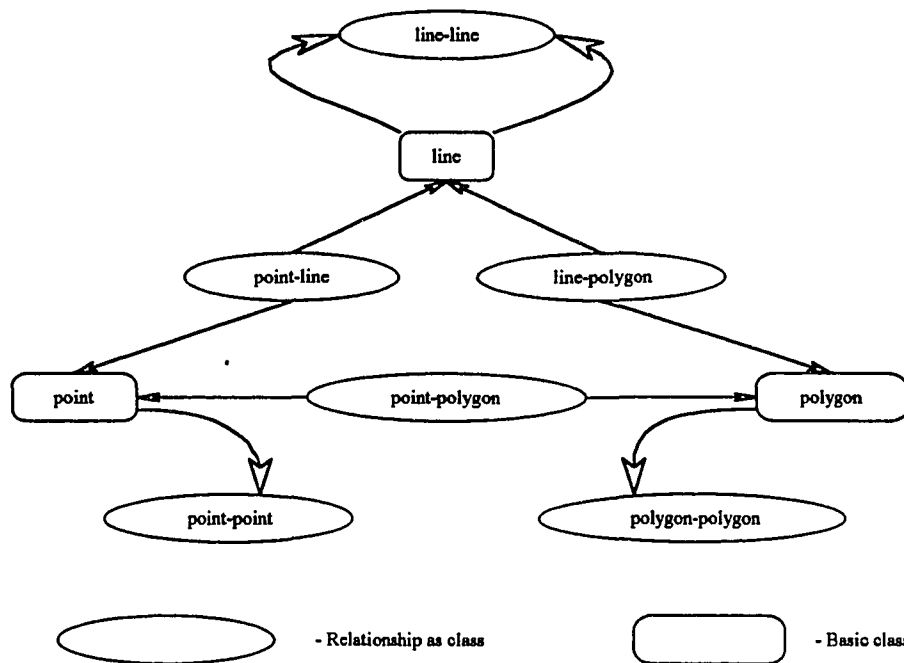 line-line
line
point-line
line-polygon
point
point-polygon
polygon
point-point
polygon-polygon
- Relationship as class
- Basic class